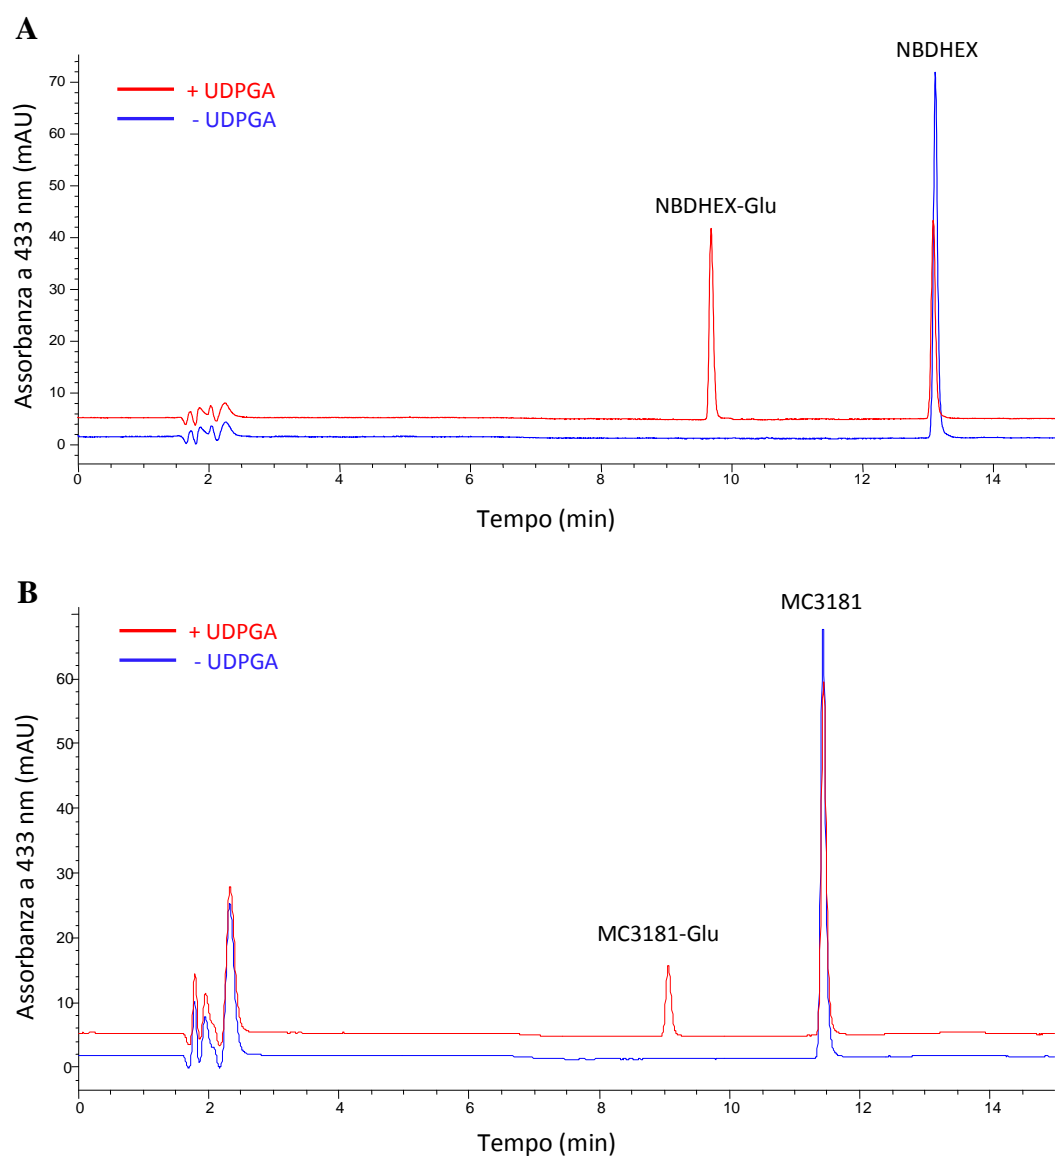 A
NBDHEX
+ UDPGA
- UDPGA
NBDHEX-Glu
Assorbanza a 433 nm (mAU)
70
60
50
40
30
20
10
0
0 2 4 6 8 10 12 14
Tempo (min)
B
MC3181
+ UDPGA
- UDPGA
MC3181-Glu
Assorbanza a 433 nm (mAU)
60
50
40
30
20
10
0
0 2 4 6 8 10 12 14
Tempo (min)